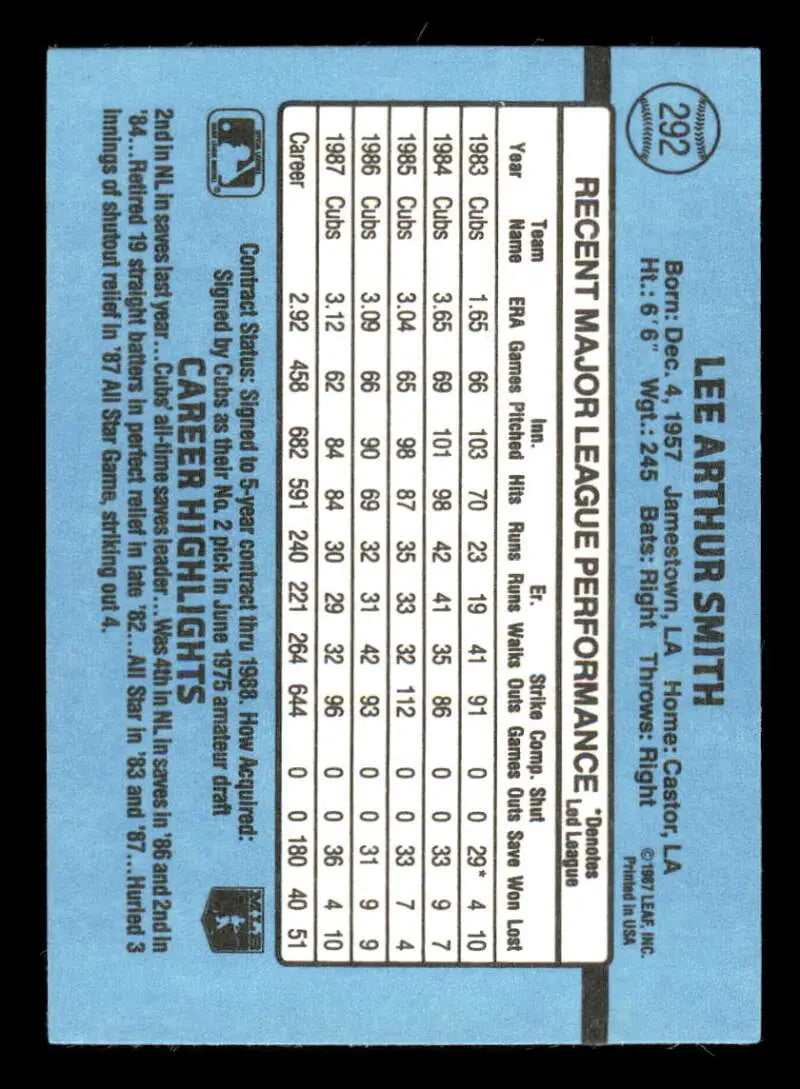 292
LEE ARTHUR SMITH
Born: Dec. 4, 1957 Jamestown, LA Home: Castor, LA
Ht.: 6'6" Wgt.: 245 Bats: Right Throws: Right
©1987 LEAF, INC.
Printed in USA
RECENT MAJOR LEAGUE PERFORMANCE *Denotes
Led League
Team Inn. Er. Strike Comp. Shut
Year Name ERA Games Pitched Hits Runs Runs Walks Outs Games Outs Save Won Lost
1983 Cubs 1.65 66 103 70 23 19 41 91 0 0 29* 4 10
1984 Cubs 3.65 69 101 98 42 41 35 86 0 0 33 9 7
1985 Cubs 3.04 65 98 87 35 33 32 112 0 0 33 7 4
1986 Cubs 3.09 66 90 69 32 31 42 93 0 0 31 9 9
1987 Cubs 3.12 62 84 84 30 29 32 96 0 0 36 4 10
Career 2.92 458 682 591 240 221 264 644 0 0 180 40 51
Contract Status: Signed to 5-year contract thru 1988. How Acquired:
Signed by Cubs as their No. 2 pick in June 1975 amateur draft
MLB
CAREER HIGHLIGHTS
2nd in NL in saves last year...Cubs' all-time saves leader...Was 4th in NL in saves in '86 and 2nd in
'84...Retired 19 straight batters in perfect relief in late '82...All Star in '83 and '87...Hurled 3
innings of shutout relief in '87 All Star Game, striking out 4.